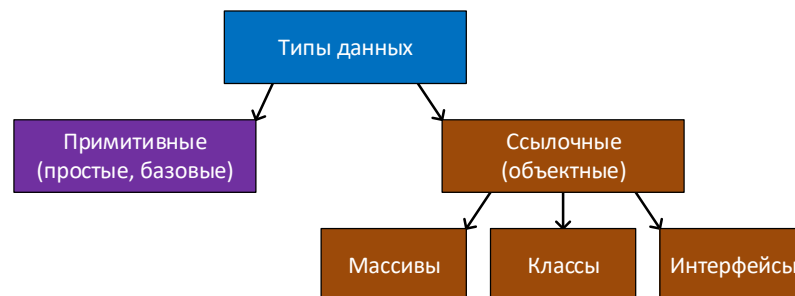 Типы данных
Примитивные
(простые, базовые)
Ссылочные
(объектные)
Массивы
Классы
Интерфейсы